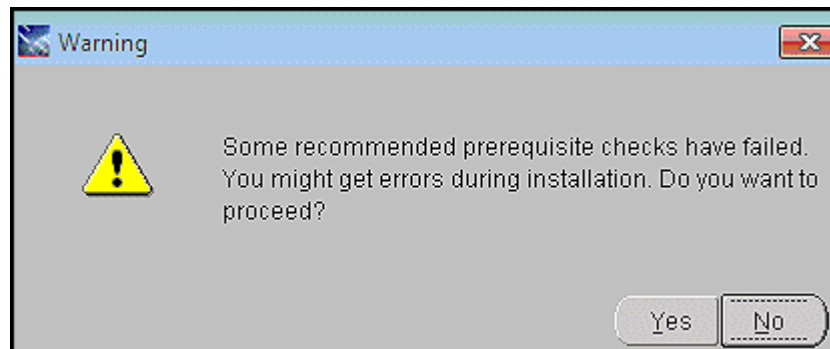 Warning
Some recommended prerequisite checks have failed.
You might get errors during installation. Do you want to
proceed?
Yes No